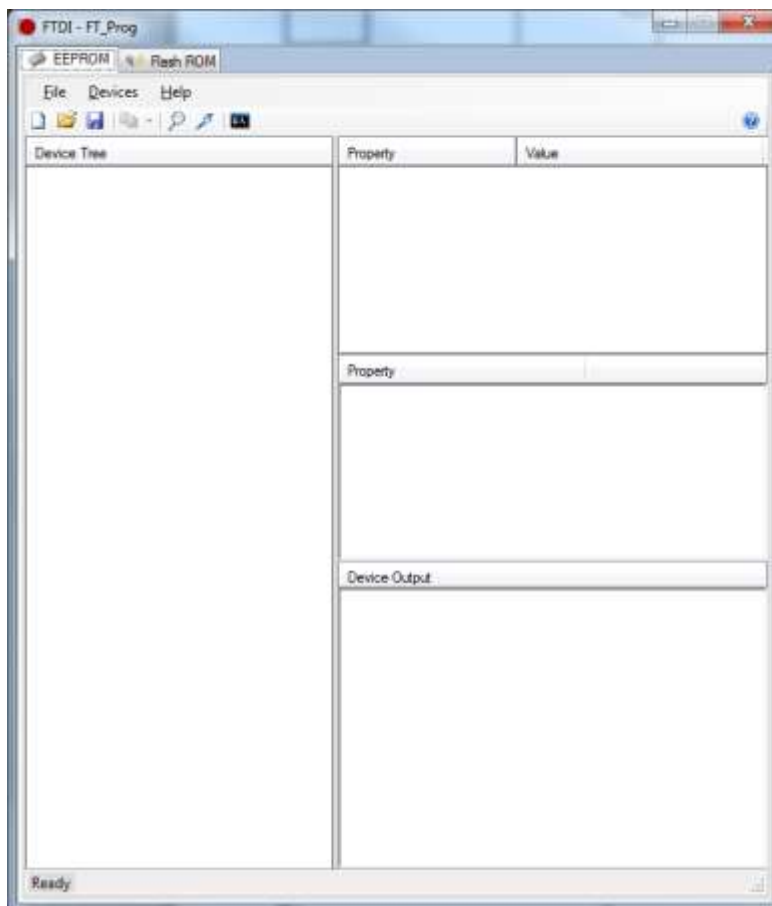 FTDI - FT_Prog
EEPROM Flash ROM
File Devices Help
Device Tree
Property Value
Property
Device Output
Ready